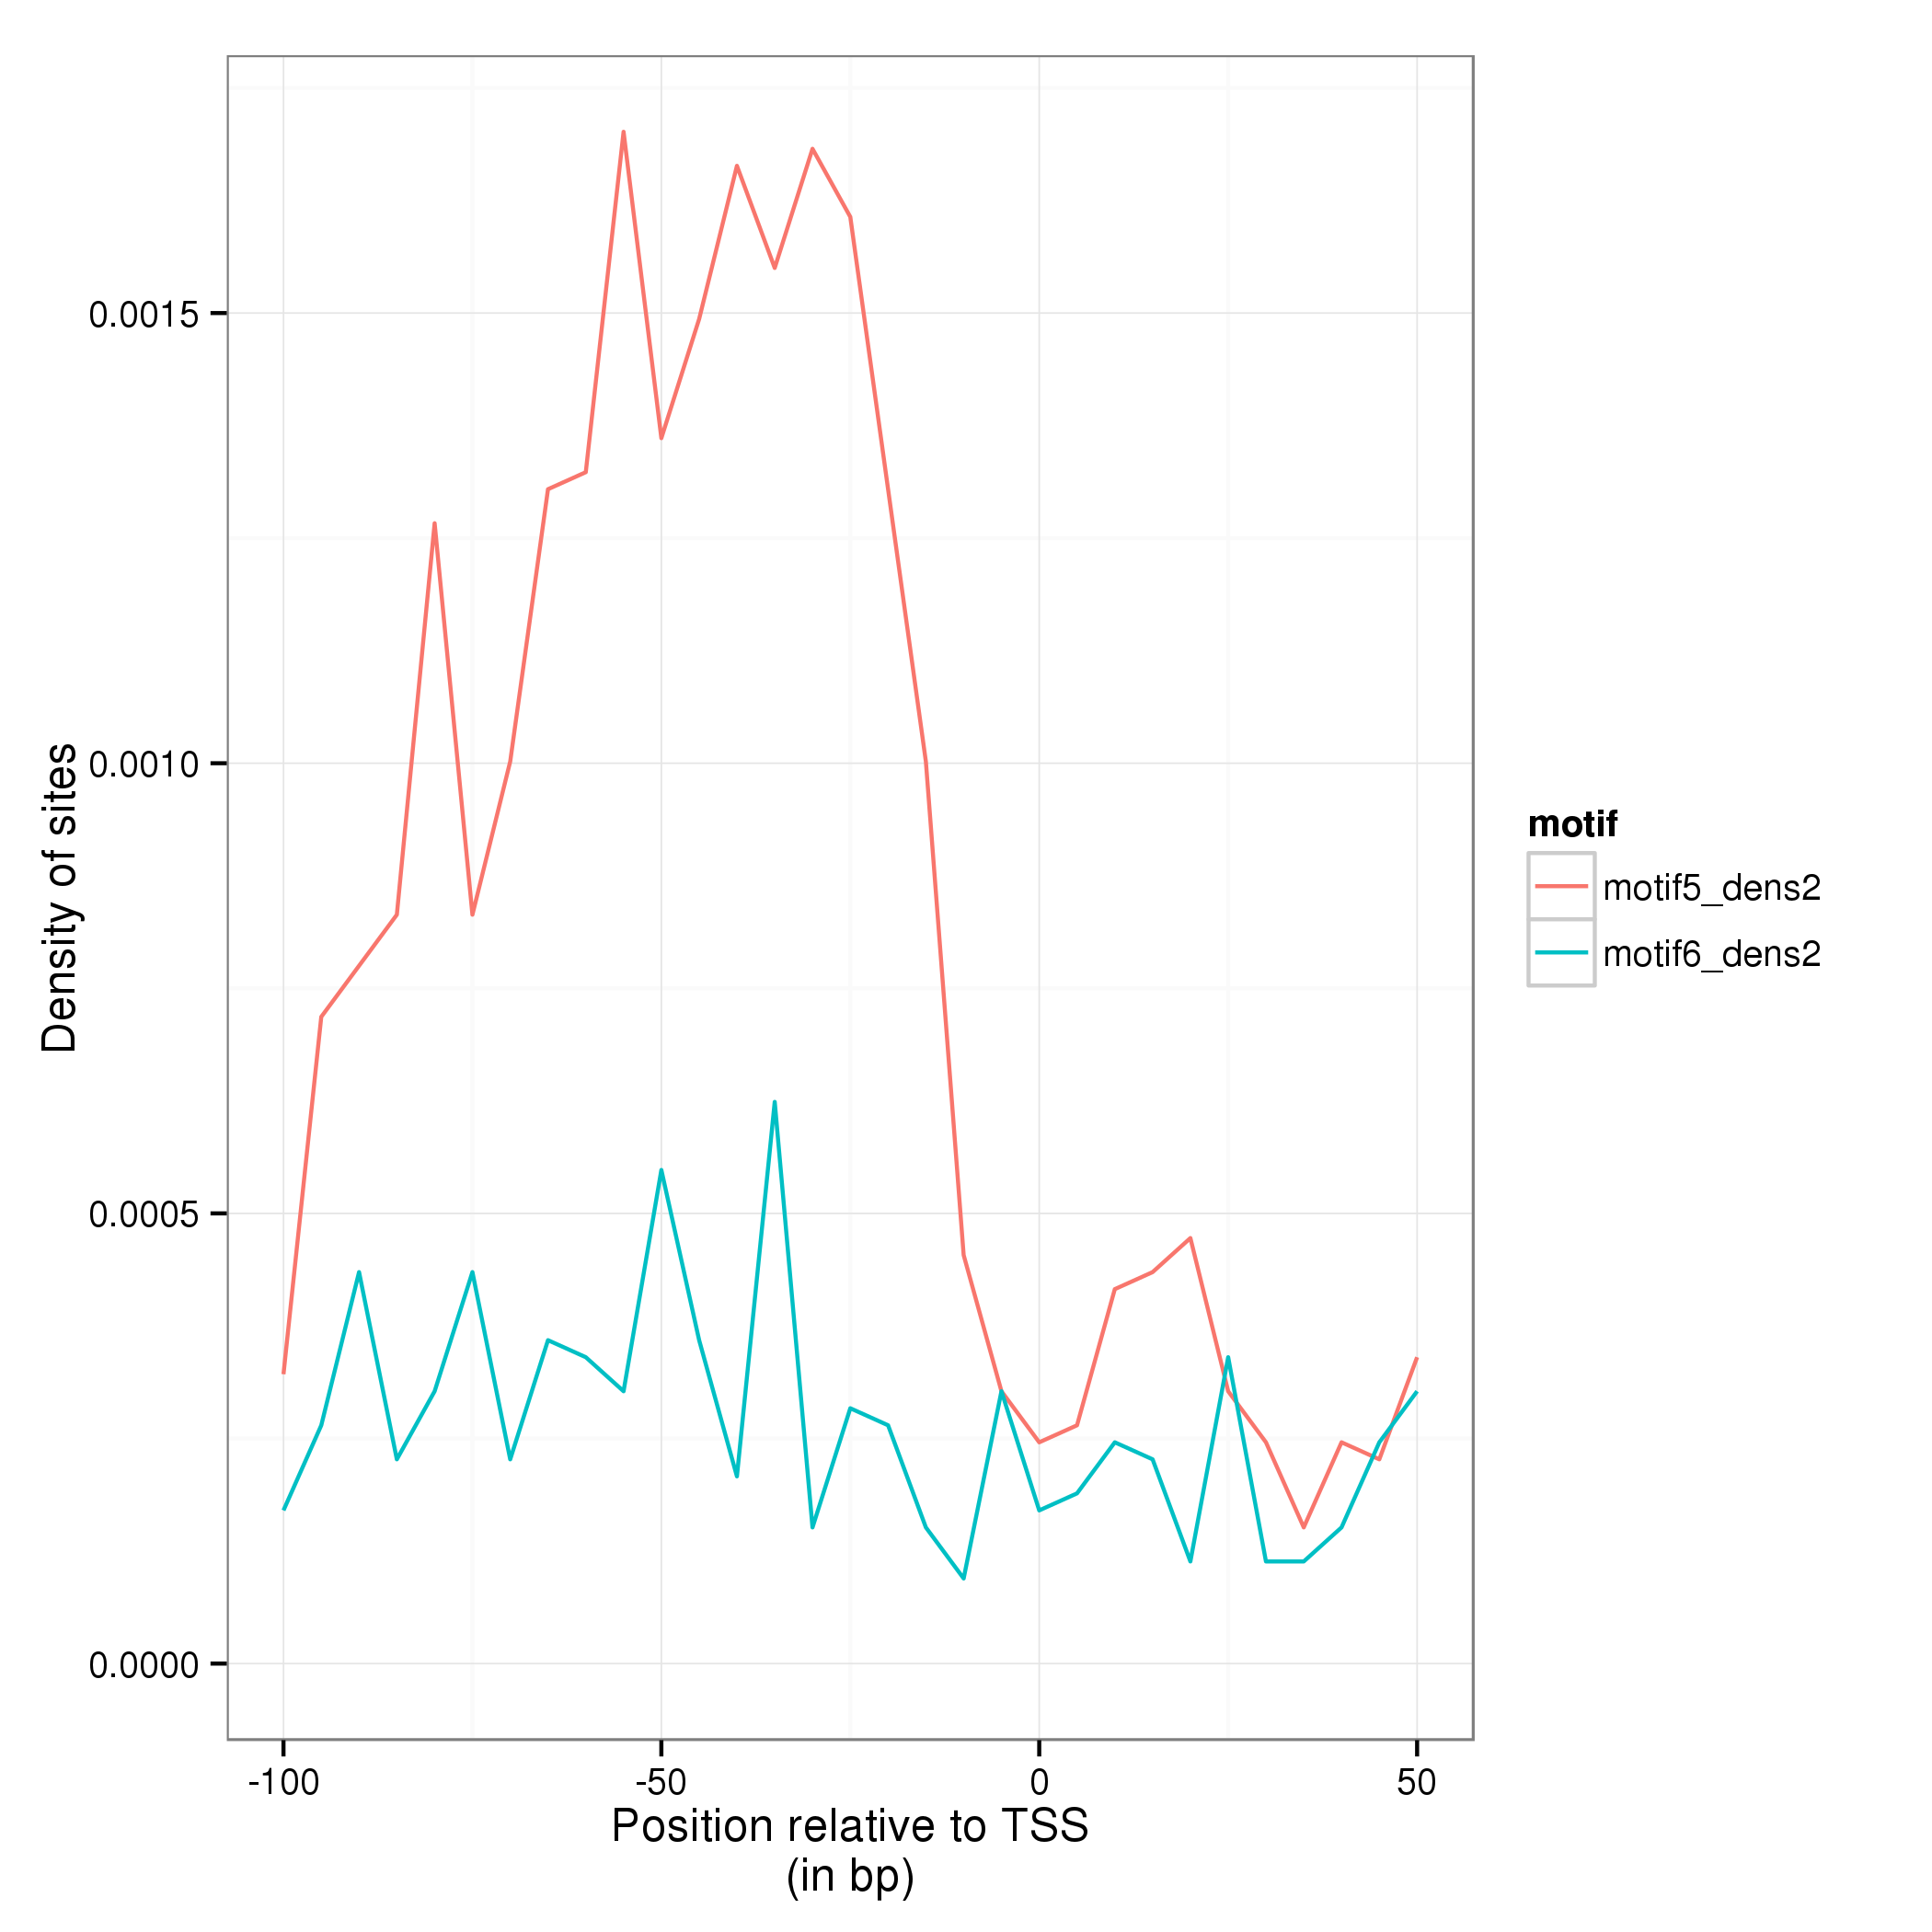 Density of sites
0.0015
0.0010
0.0005
0.0000
-100
-50
0
50
Position relative to TSS
(in bp)
motif
motif5_dens2
motif6_dens2